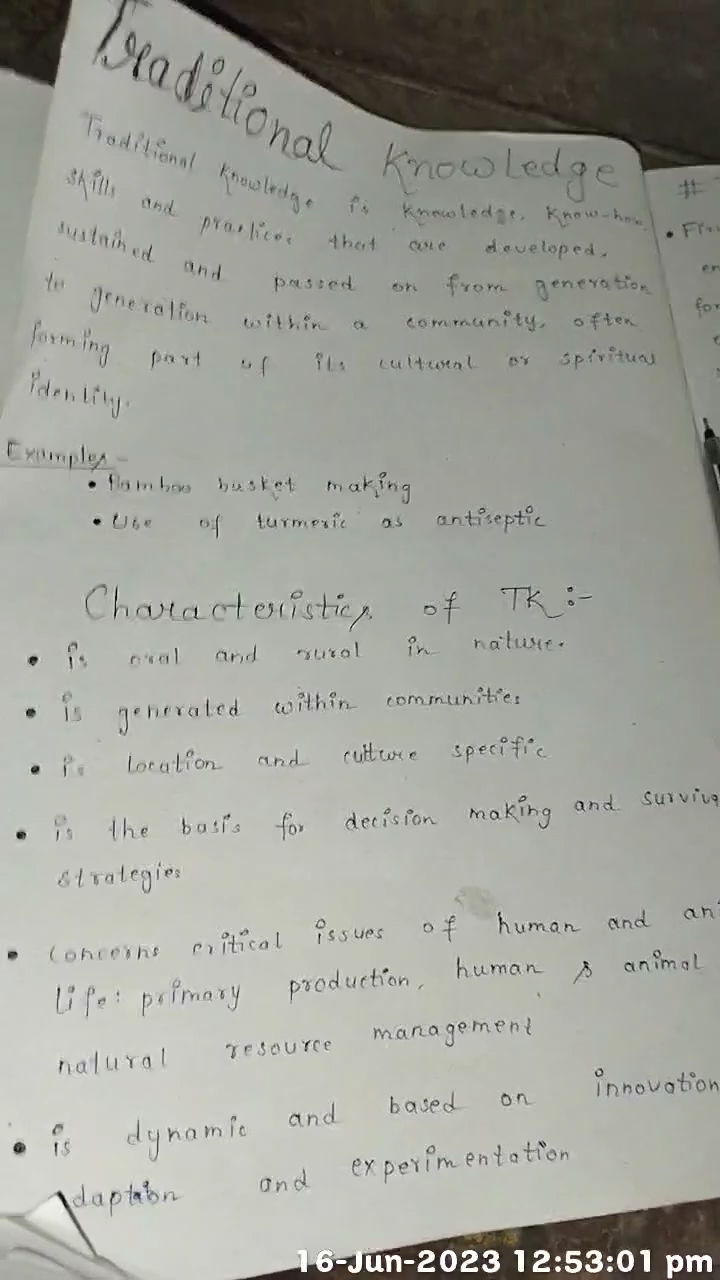 Traditional Knowledge
Traditional Knowledge is knowledge, know-how
skills and practices that are developed,
sustained and passed on from generation
to generation within a community, often
forming part of its cultural or spiritual
identity.
Examples -
• Bamboo basket making
• Use of turmeric as antiseptic
Characteristics of TK :-
• is oral and rural in nature.
• is generated within communities
• is location and culture specific
• is the basis for decision making and surviva
strategies
• concerns critical issues of human and ani
life: primary production, human & animal
natural resource management
• is dynamic and based on innovation
adaptation and experimentation
#
•
en
for
16-Jun-2023 12:53:01 pm